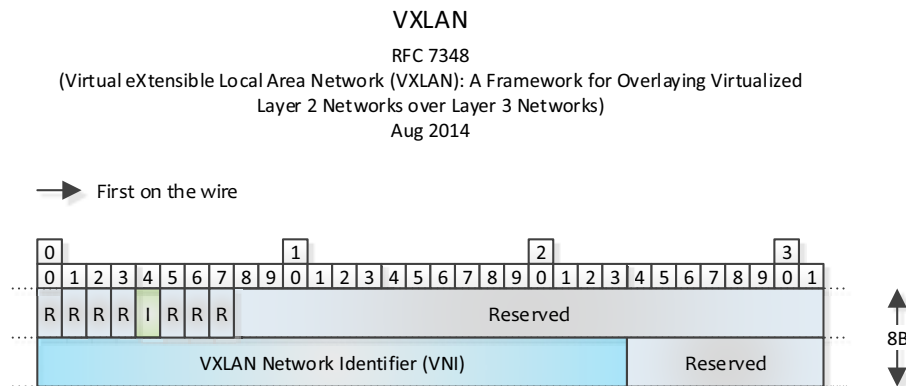 VXLAN
RFC 7348
(Virtual eXtensible Local Area Network (VXLAN): A Framework for Overlaying Virtualized
Layer 2 Networks over Layer 3 Networks)
Aug 2014
First on the wire
0 1 2 3
0 1 2 3 4 5 6 7 8 9 0 1 2 3 4 5 6 7 8 9 0 1 2 3 4 5 6 7 8 9 0 1
R R R R I R R R Reserved
8B
VXLAN Network Identifier (VNI) Reserved